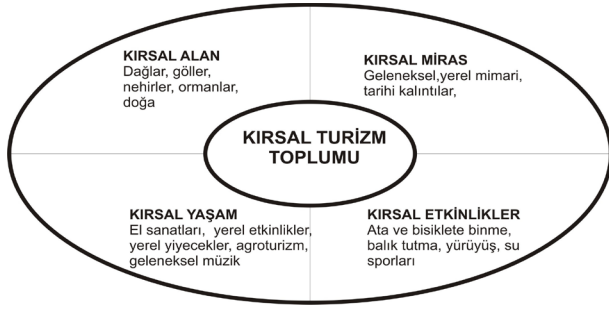 KIRSAL ALAN
Dağlar, göller,
nehirler, ormanlar,
doğa
KIRSAL MİRAS
Geleneksel,yerel mimari,
tarihi kalıntılar,
KIRSAL TURİZM
TOPLUMU
KIRSAL YAŞAM
El sanatları, yerel etkinlikler,
yerel yiyecekler, agroturizm,
geleneksel müzik
KIRSAL ETKİNLİKLER
Ata ve bisiklete binme,
balık tutma, yürüyüş, su
sporları